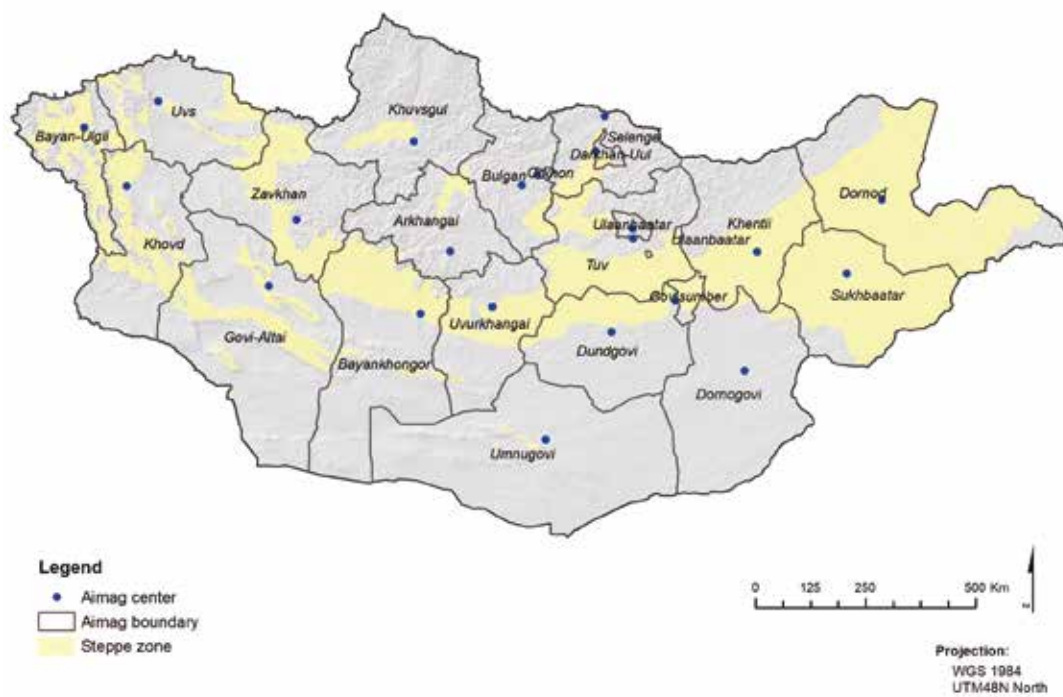 Uvs
Khuvsgul
Bayan-Ulgii
Selenge
Darkhan-Uul
Bulgan
Dornod
Zavkhan
Arkhangai
Ulaanbaatar
Khentii
Ulaanbaatar
Khovd
Tuv
Govisumber
Sukhbaatar
Uvurkhangai
Govi-Altai
Dundgovi
Bayankhongor
Dornogovi
Umnugovi
Legend
Aimag center
Aimag boundary
Steppe zone
0 125 250 500 Km
N
Projection:
WGS 1984
UTM48N North